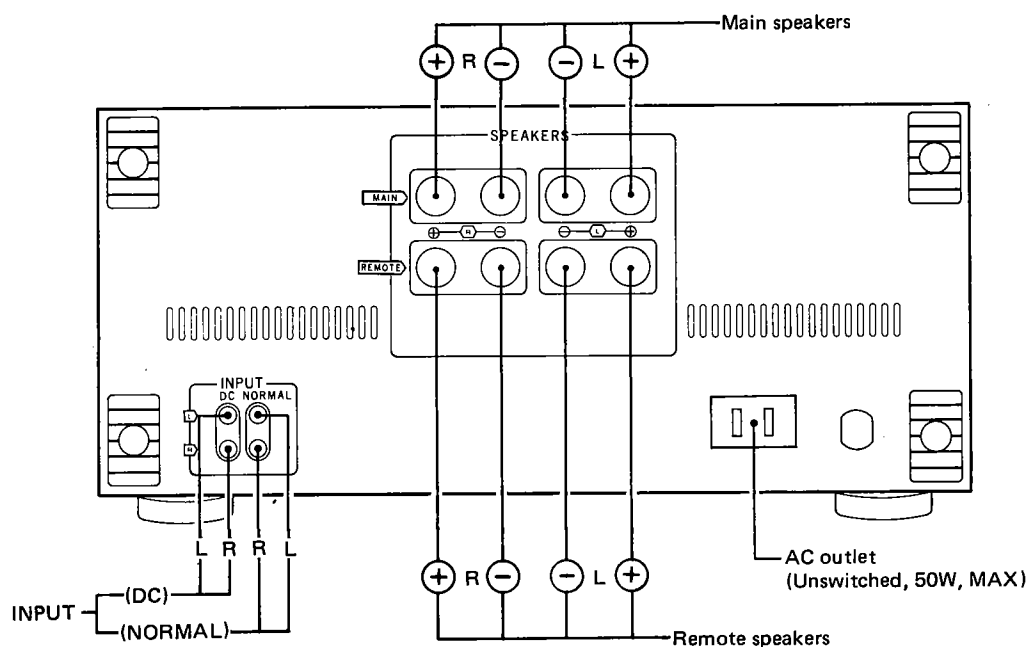 Main speakers
+ R − − L +
SPEAKERS
MAIN
⊕ R ⊖ ⊖ L ⊕
REMOTE
INPUT
DC NORMAL
L
R
L R R L
AC outlet
(Unswitched, 50W, MAX)
+ R − − L +
INPUT
(DC)
(NORMAL)
Remote speakers